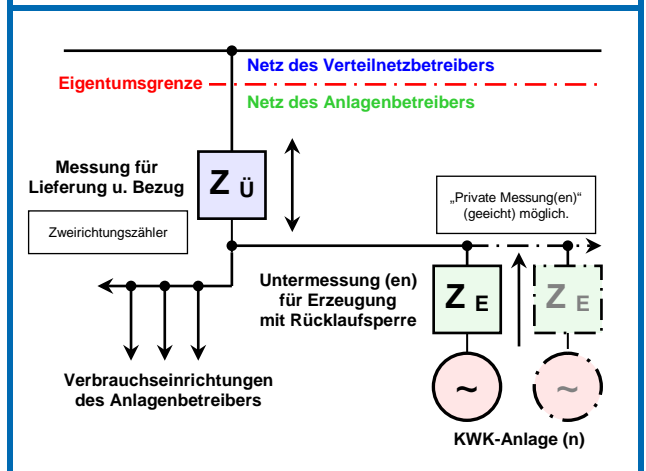 Netz des Verteilnetzbetreibers
Eigentumsgrenze
Netz des Anlagenbetreibers
Messung für
Lieferung u. Bezug
Z Ü
Zweirichtungszähler
„Private Messung(en)“
(geeicht) möglich.
Untermessung (en)
für Erzeugung
mit Rücklaufsperre
Z E
Z E
~
~
Verbrauchseinrichtungen
des Anlagenbetreibers
KWK-Anlage (n)